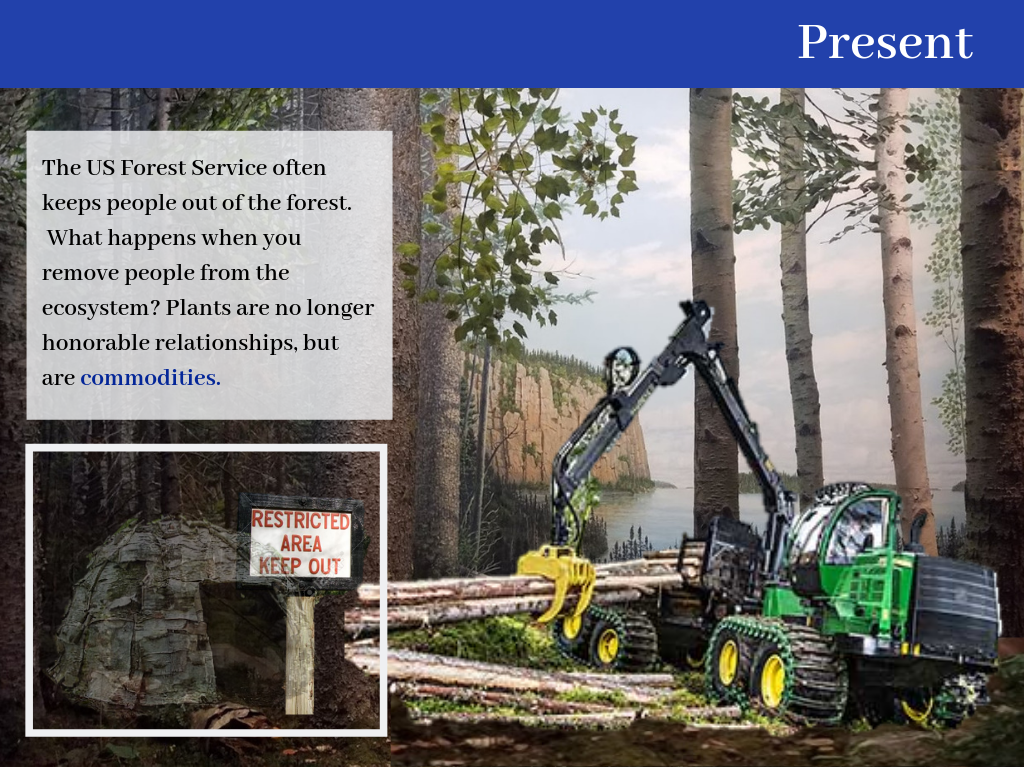 Present
The US Forest Service often
keeps people out of the forest.
What happens when you
remove people from the
ecosystem? Plants are no longer
honorable relationships, but
are commodities.
RESTRICTED
AREA
KEEP OUT